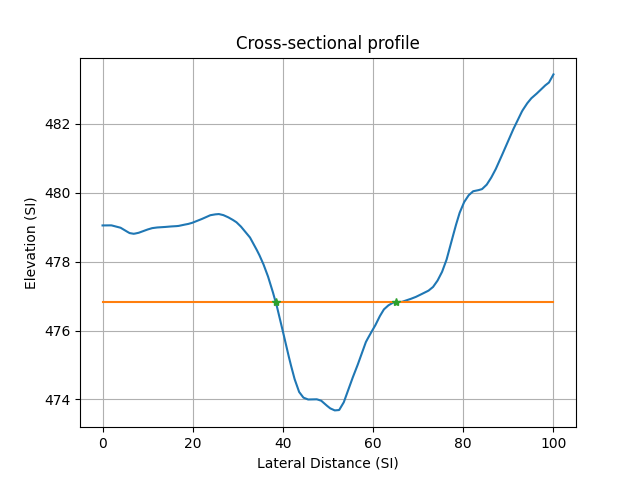 Cross-sectional profile
482
480
478
476
474
Elevation (SI)
0 20 40 60 80 100
Lateral Distance (SI)